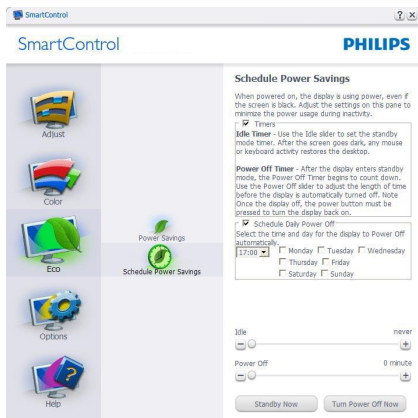 SmartControl
SmartControl
PHILIPS
Adjust
Color
Eco
Options
Help
Power Savings
Schedule Power Savings
Schedule Power Savings
When powered on, the display is using power, even if
the screen is black. Adjust the settings on this pane to
minimize the power usage during inactivity.
Timers
Idle Timer - Use the Idle slider to set the standby
mode timer. After the screen goes dark, any mouse
or keyboard activity restores the desktop.
Power Off Timer - After the display enters standby
mode, the Power Off Timer begins to count down.
Use the Power Off slider to adjust the length of time
before the display is automatically turned off. Note
Once the display off, the power button must be
pressed to turn the display back on.
Schedule Daily Power Off
Select the time and day for the display to Power Off
automatically.
17:00 Monday Tuesday Wednesday
Thursday Friday
Saturday Sunday
Idle never
Power Off 0 minute
Standby Now Turn Power Off Now